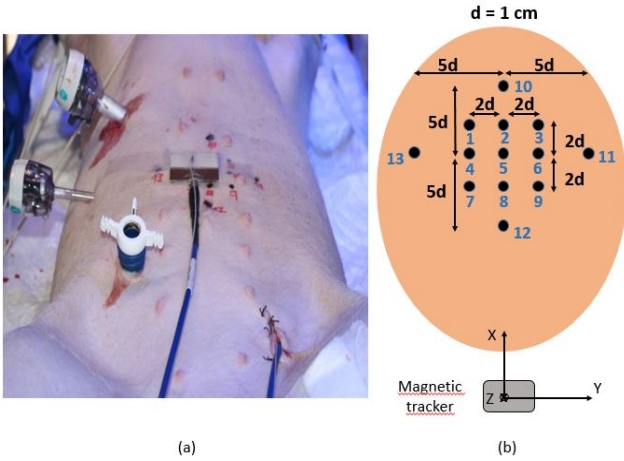 d = 1 cm
5d 5d
10
2d 2d
5d
1 2 3
2d
13 11
4 5 6
2d
5d
7 8 9
12
X
Magnetic
tracker
Z
Y
(a) (b)